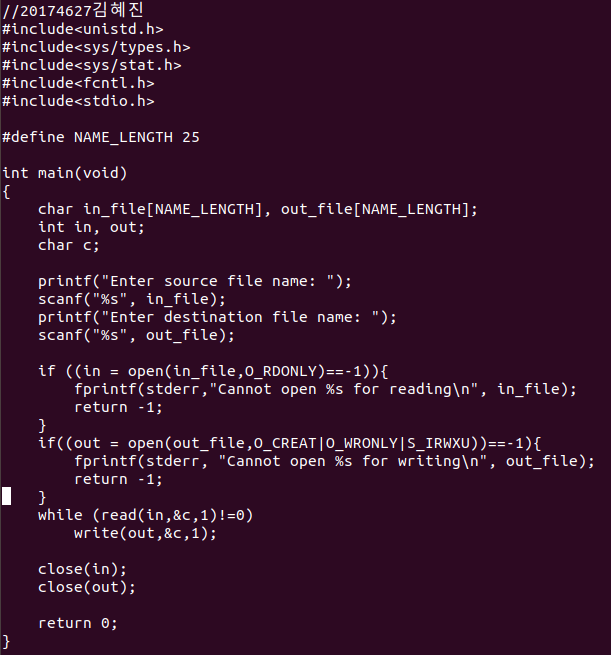 //20174627김혜진
#include<unistd.h>
#include<sys/types.h>
#include<sys/stat.h>
#include<fcntl.h>
#include<stdio.h>

#define NAME_LENGTH 25

int main(void)
{
    char in_file[NAME_LENGTH], out_file[NAME_LENGTH];
    int in, out;
    char c;

    printf("Enter source file name: ");
    scanf("%s", in_file);
    printf("Enter destination file name: ");
    scanf("%s", out_file);

    if ((in = open(in_file,O_RDONLY)==-1)){
        fprintf(stderr,"Cannot open %s for reading\n", in_file);
        return -1;
    }
    if((out = open(out_file,O_CREAT|O_WRONLY|S_IRWXU))==-1){
        fprintf(stderr, "Cannot open %s for writing\n", out_file);
        return -1;
    }
    while (read(in,&c,1)!=0)
        write(out,&c,1);

    close(in);
    close(out);

    return 0;
}